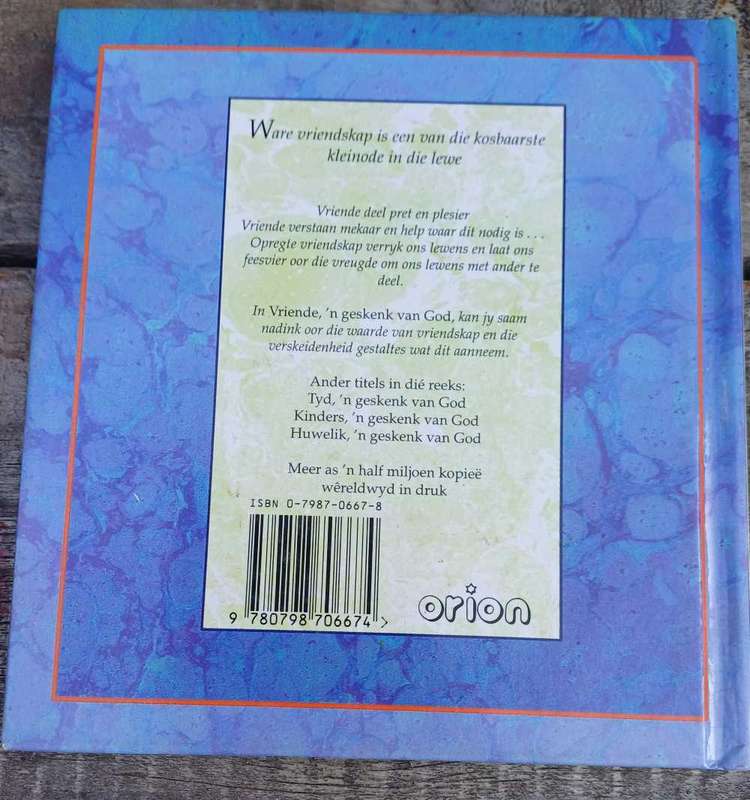 Ware vriendskap is een van die kosbaarste
kleinode in die lewe
Vriende deel pret en plesier
Vriende verstaan mekaar en help waar dit nodig is . . .
Opregte vriendskap verryk ons lewens en laat ons
feesvier oor die vreugde om ons lewens met ander te
deel.
In Vriende, 'n geskenk van God, kan jy saam
nadink oor die waarde van vriendskap en die
verskeidenheid gestaltes wat dit aanneem.
Ander titels in dié reeks:
Tyd, 'n geskenk van God
Kinders, 'n geskenk van God
Huwelik, 'n geskenk van God
Meer as 'n half miljoen kopieë
wêreldwyd in druk
ISBN 0-7987-0667-8
9 780798 706674 >
orion